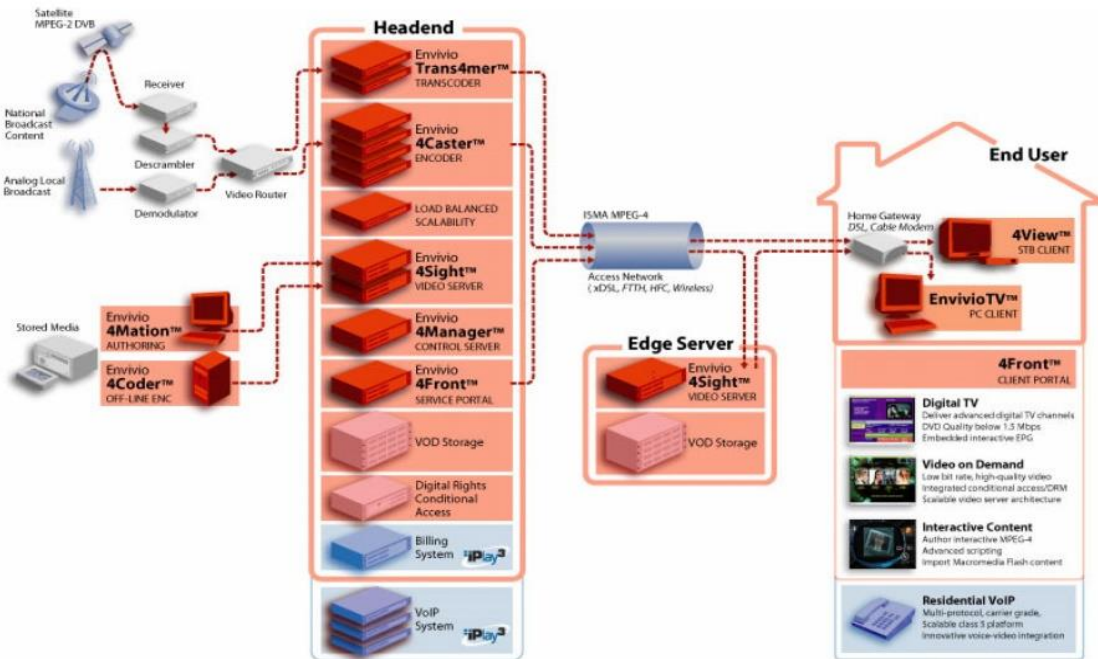 Satellite
MPEG-2 DVB
National
Broadcast
Content
Analog Local
Broadcast
Receiver
Descrambler
Demodulator
Video Router
Stored Media
Envivio
4Mation™
AUTHORING
Envivio
4Coder™
OFF-LINE ENC
Headend
Envivio
Trans4mer™
TRANSCODER
Envivio
4Caster™
ENCODER
LOAD BALANCED
SCALABILITY
Envivio
4Sight™
VIDEO SERVER
Envivio
4Manager™
CONTROL SERVER
Envivio
4Front™
SERVICE PORTAL
VOD Storage
Digital Rights
Conditional
Access
Billing
System
iPlay3
VoIP
System
iPlay3
ISMA MPEG-4
Access Network
(xDSL, FTTH, HFC, Wireless)
Edge Server
Envivio
4Sight™
VIDEO SERVER
VOD Storage
End User
Home Gateway
DSL, Cable Modem
4View™
STB CLIENT
EnvivioTV™
PC CLIENT
4Front™
CLIENT PORTAL
Digital TV
Deliver advanced digital TV channels
DVD Quality below 1.5 Mbps
Embedded interactive EPG
Video on Demand
Low bit rate, high-quality video
Integrated conditional access/DRM
Scalable video server architecture
Interactive Content
Author interactive MPEG-4
Advanced scripting
Import Macromedia Flash content
Residential VoIP
Multi-protocol, carrier grade,
Scalable class 5 platform
Innovative voice-video integration